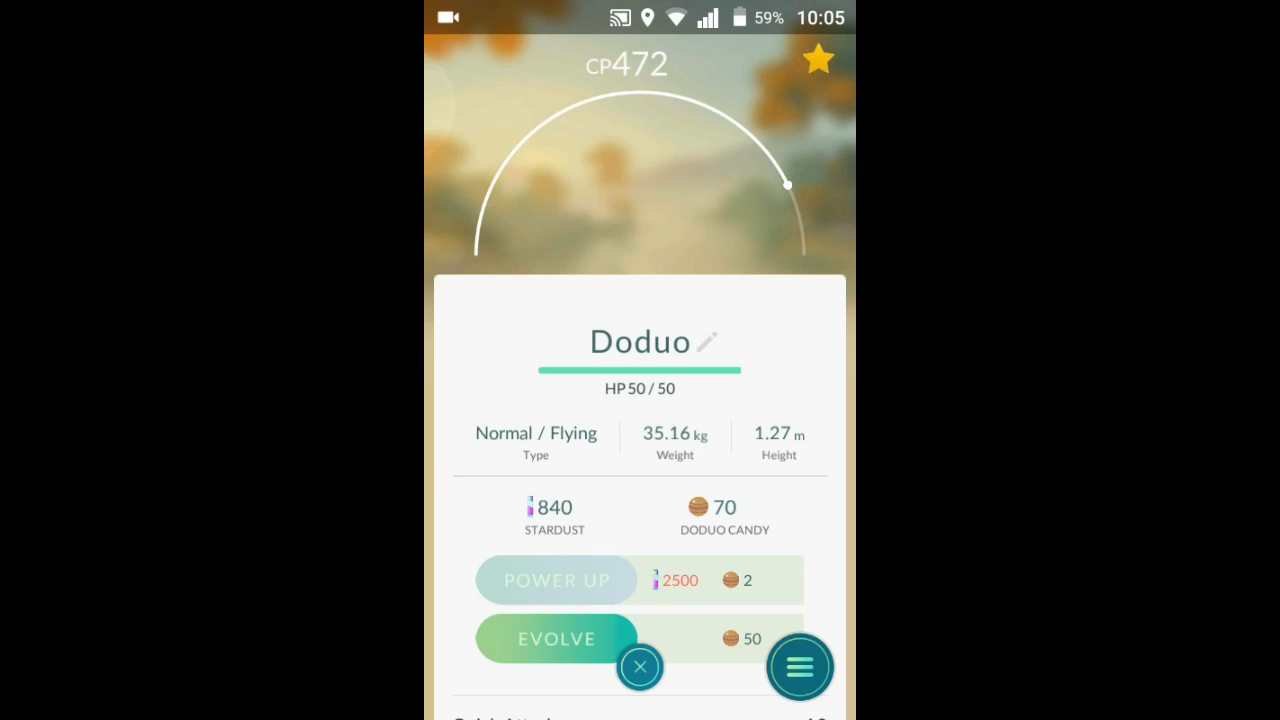 59% 10:05
CP472
Doduo
HP 50 / 50
Normal / Flying 35.16 kg 1.27 m
Type Weight Height
840 70
STARDUST DODUO CANDY
POWER UP 2500 2
EVOLVE 50